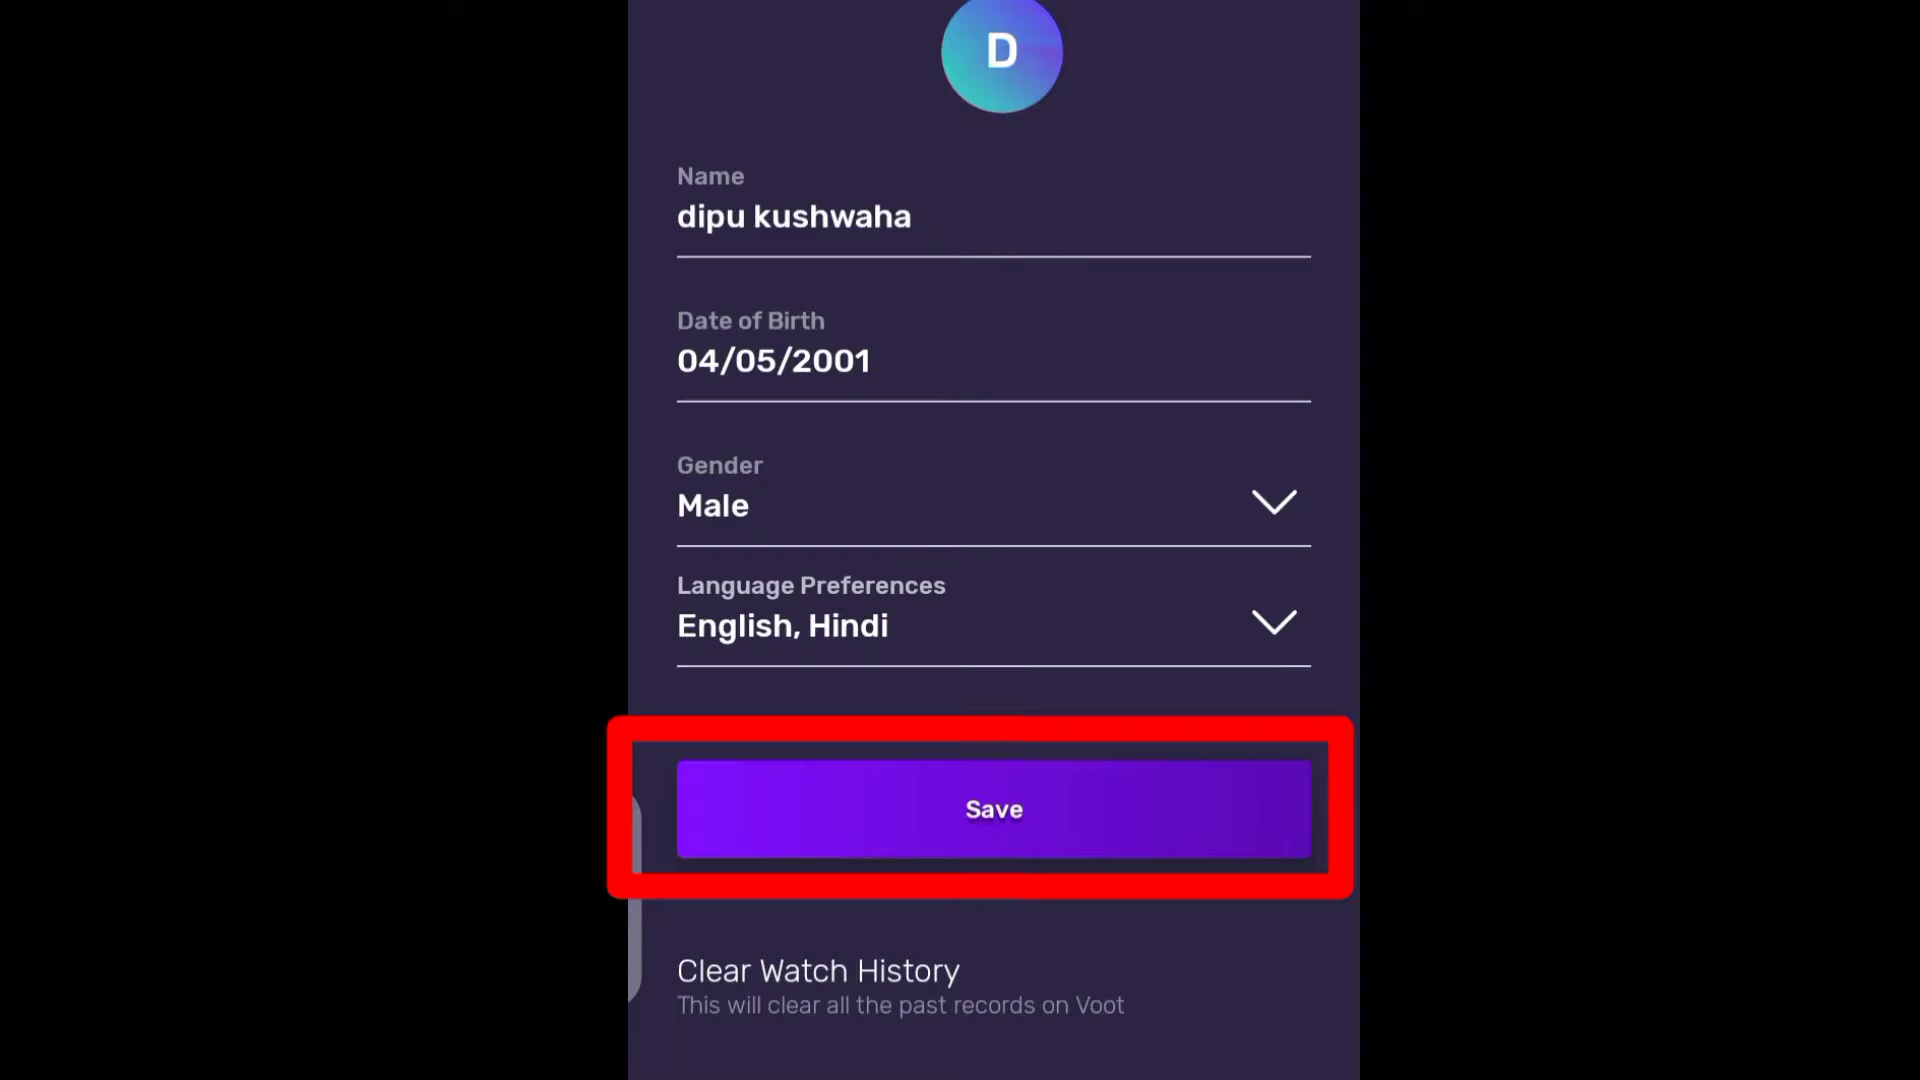 D
Name
dipu kushwaha
Date of Birth
04/05/2001
Gender
Male
Language Preferences
English, Hindi
Save
Clear Watch History
This will clear all the past records on Voot